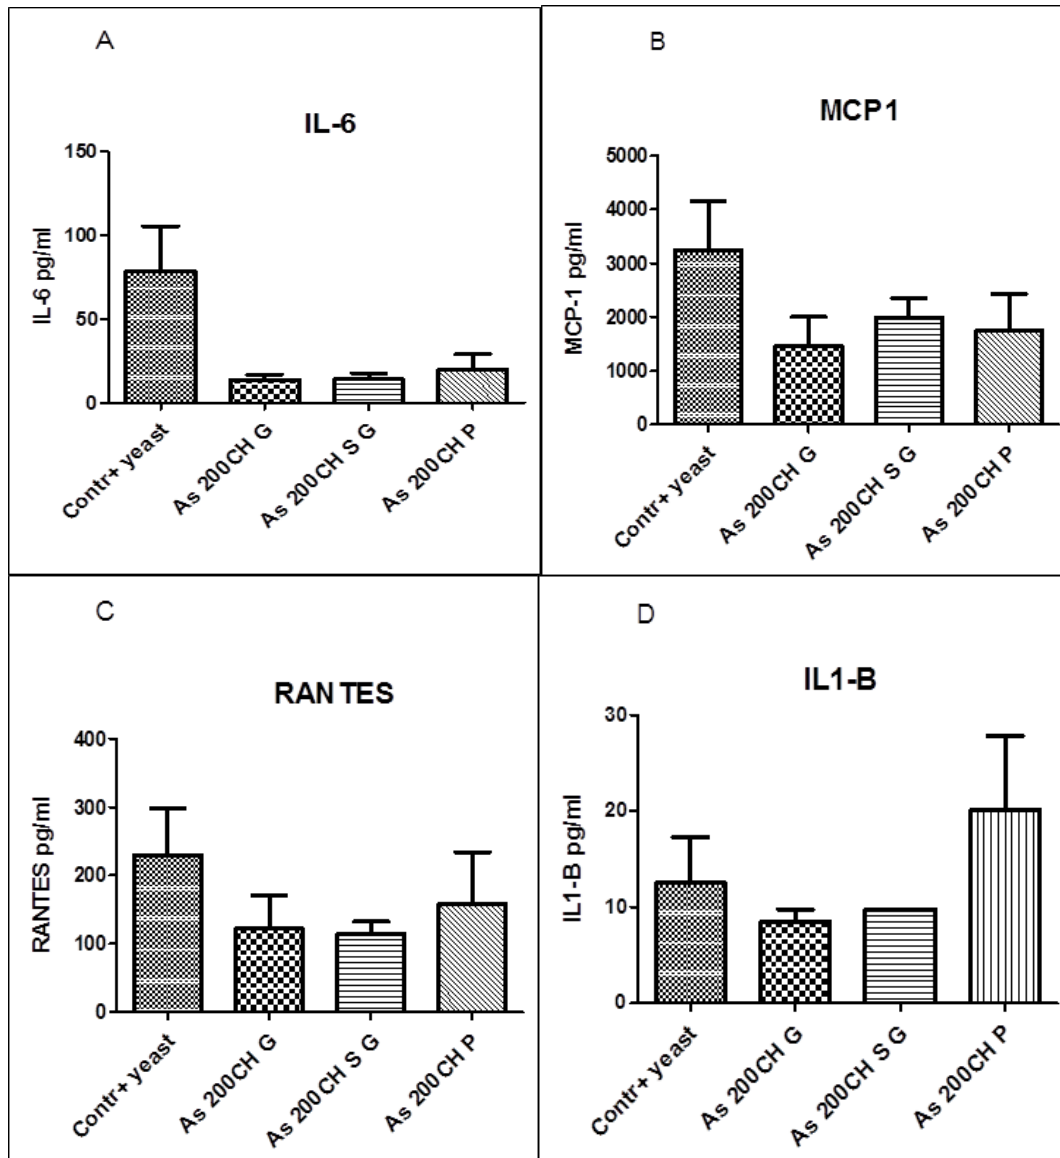 A
IL-6
IL-6 pg/ml
150
100
50
0
Contr+ yeast
As 200CH G
As 200CH S G
As 200CH P
B
MCP1
MCP-1 pg/ml
5000
4000
3000
2000
1000
0
Contr+ yeast
As 200CH G
As 200CH S G
As 200CH P
C
RANTES
RANTES pg/ml
400
300
200
100
0
Contr+ yeast
As 200CH G
As 200CH S G
As 200CH P
D
IL1-B
IL1-B pg/ml
30
20
10
0
Contr+ yeast
As 200CH G
As 200CH S G
As 200CH P